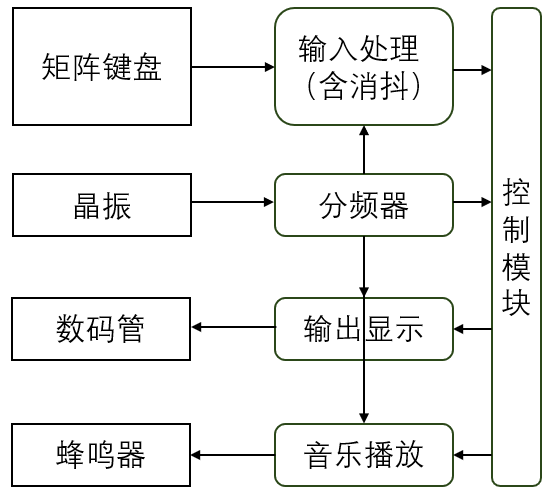 矩阵键盘
输入处理
（含消抖）
晶振
分频器
控制模块
数码管
输出显示
蜂鸣器
音乐播放